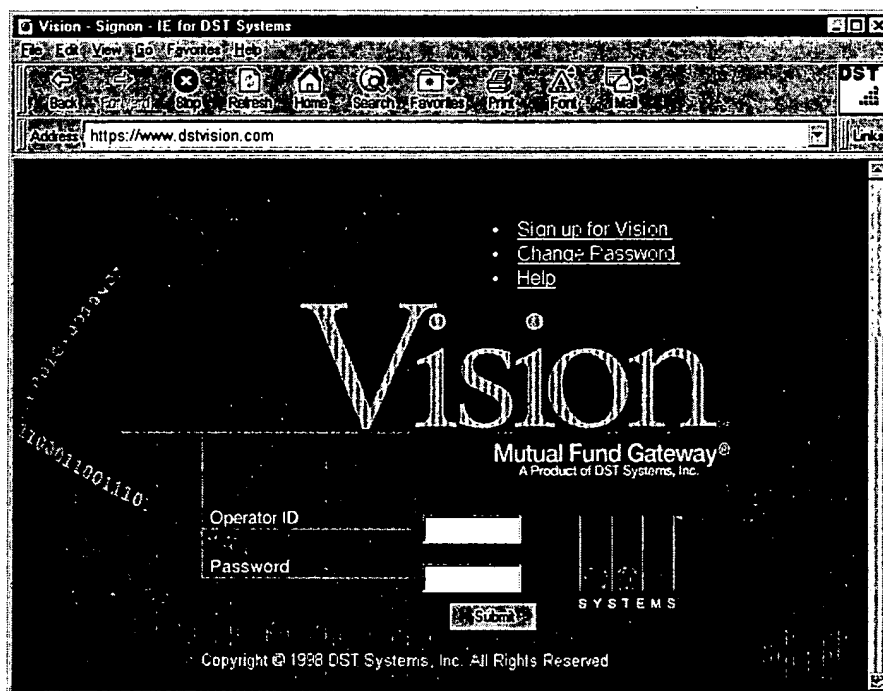 Vision - Signon - IE for DST Systems
File Edit View Go Favorites Help
Back Forward Stop Refresh Home Search Favorites Print Font Mail
DST
Address https://www.dstvision.com Links
• Sign up for Vision
• Change Password
• Help
Vision
Mutual Fund Gateway®
A Product of DST Systems, Inc.
Operator ID
Password
SYSTEMS
Submit
Copyright © 1998 DST Systems, Inc. All Rights Reserved